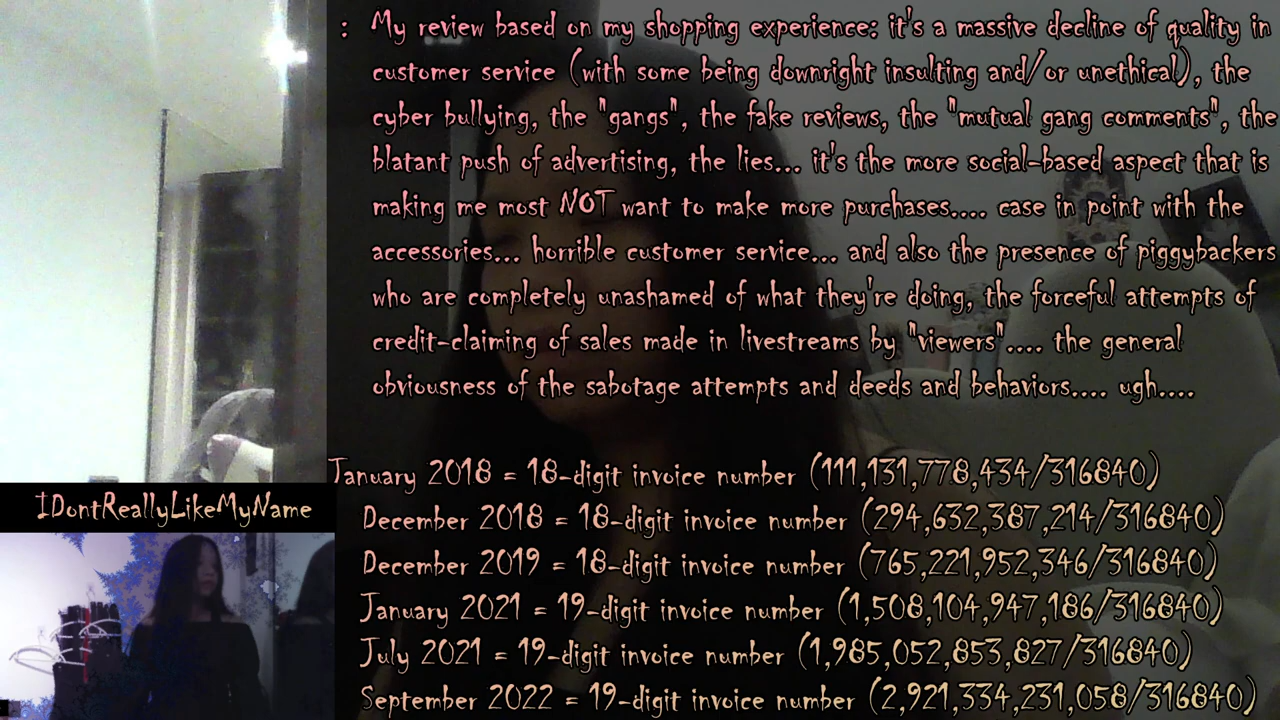 : My review based on my shopping experience: it's a massive decline of quality in
customer service (with some being downright insulting and/or unethical), the
cyber bullying, the "gangs", the fake reviews, the "mutual gang comments", the
blatant push of advertising, the lies... it's the more social-based aspect that is
making me most NOT want to make more purchases.... case in point with the
accessories... horrible customer service... and also the presence of piggybackers
who are completely unashamed of what they're doing, the forceful attempts of
credit-claiming of sales made in livestreams by "viewers".... the general
obviousness of the sabotage attempts and deeds and behaviors.... ugh....
January 2018 = 18-digit invoice number (111,131,778,434/316840)
December 2018 = 18-digit invoice number (294,632,387,214/316840)
December 2019 = 18-digit invoice number (765,221,952,346/316840)
January 2021 = 19-digit invoice number (1,508,104,947,186/316840)
July 2021 = 19-digit invoice number (1,985,052,853,827/316840)
September 2022 = 19-digit invoice number (2,921,334,231,058/316840)
IDontReallyLikeMyName